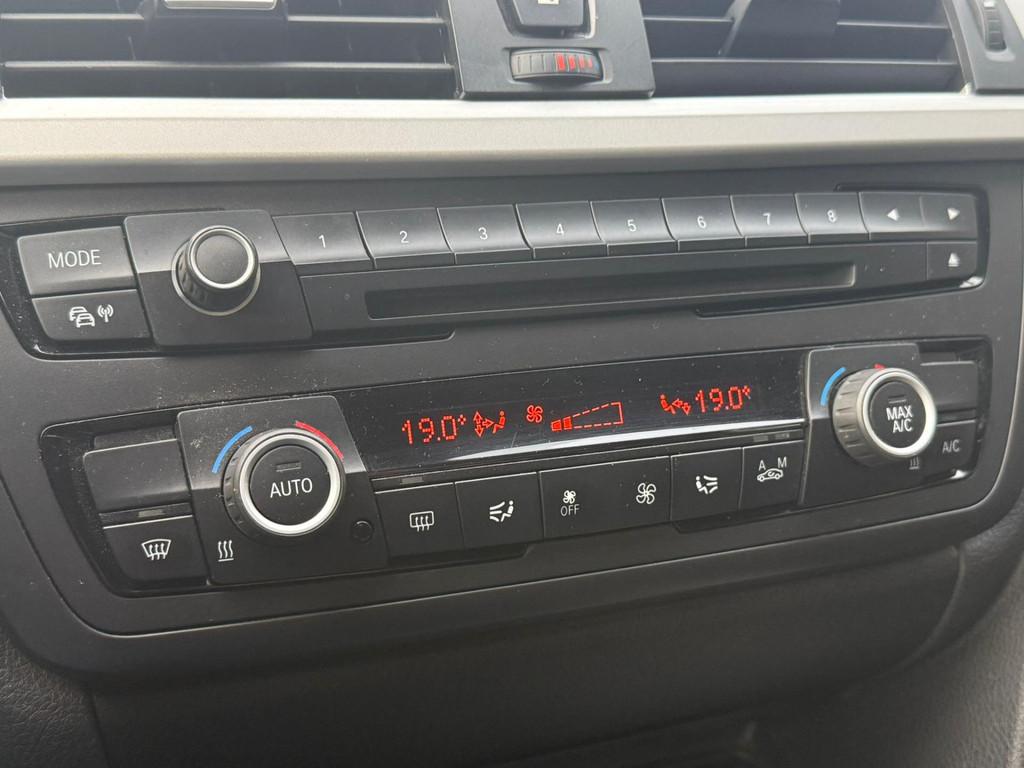 MODE
1 2 3 4 5 6 7 8
19.0° 19.0°
MAX
A/C
A/C
AUTO
OFF
A M